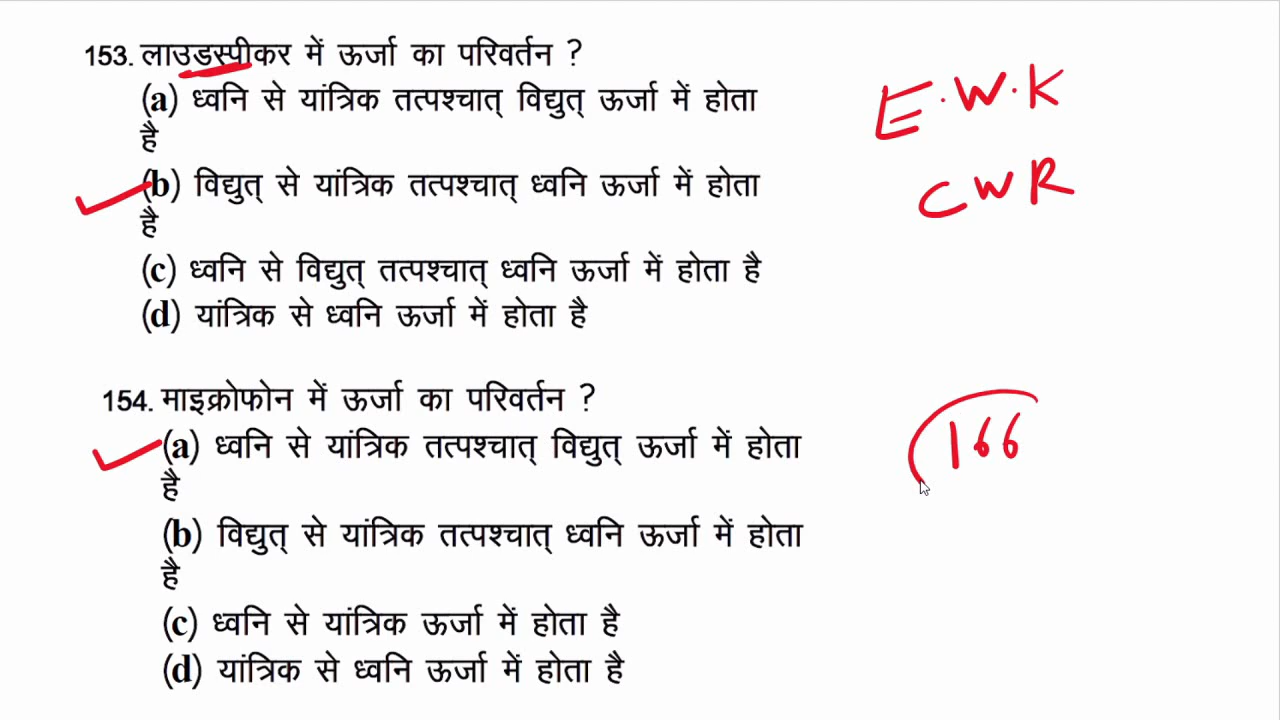 153. लाउडस्पीकर में ऊर्जा का परिवर्तन ?
(a) ध्वनि से यांत्रिक तत्पश्चात् विद्युत् ऊर्जा में होता
है
(b) विद्युत् से यांत्रिक तत्पश्चात् ध्वनि ऊर्जा में होता
है
(c) ध्वनि से विद्युत् तत्पश्चात् ध्वनि ऊर्जा में होता है
(d) यांत्रिक से ध्वनि ऊर्जा में होता है
E.W.K
CWR
154. माइक्रोफोन में ऊर्जा का परिवर्तन ?
(a) ध्वनि से यांत्रिक तत्पश्चात् विद्युत् ऊर्जा में होता
है
(b) विद्युत् से यांत्रिक तत्पश्चात् ध्वनि ऊर्जा में होता
है
(c) ध्वनि से यांत्रिक ऊर्जा में होता है
(d) यांत्रिक से ध्वनि ऊर्जा में होता है
166